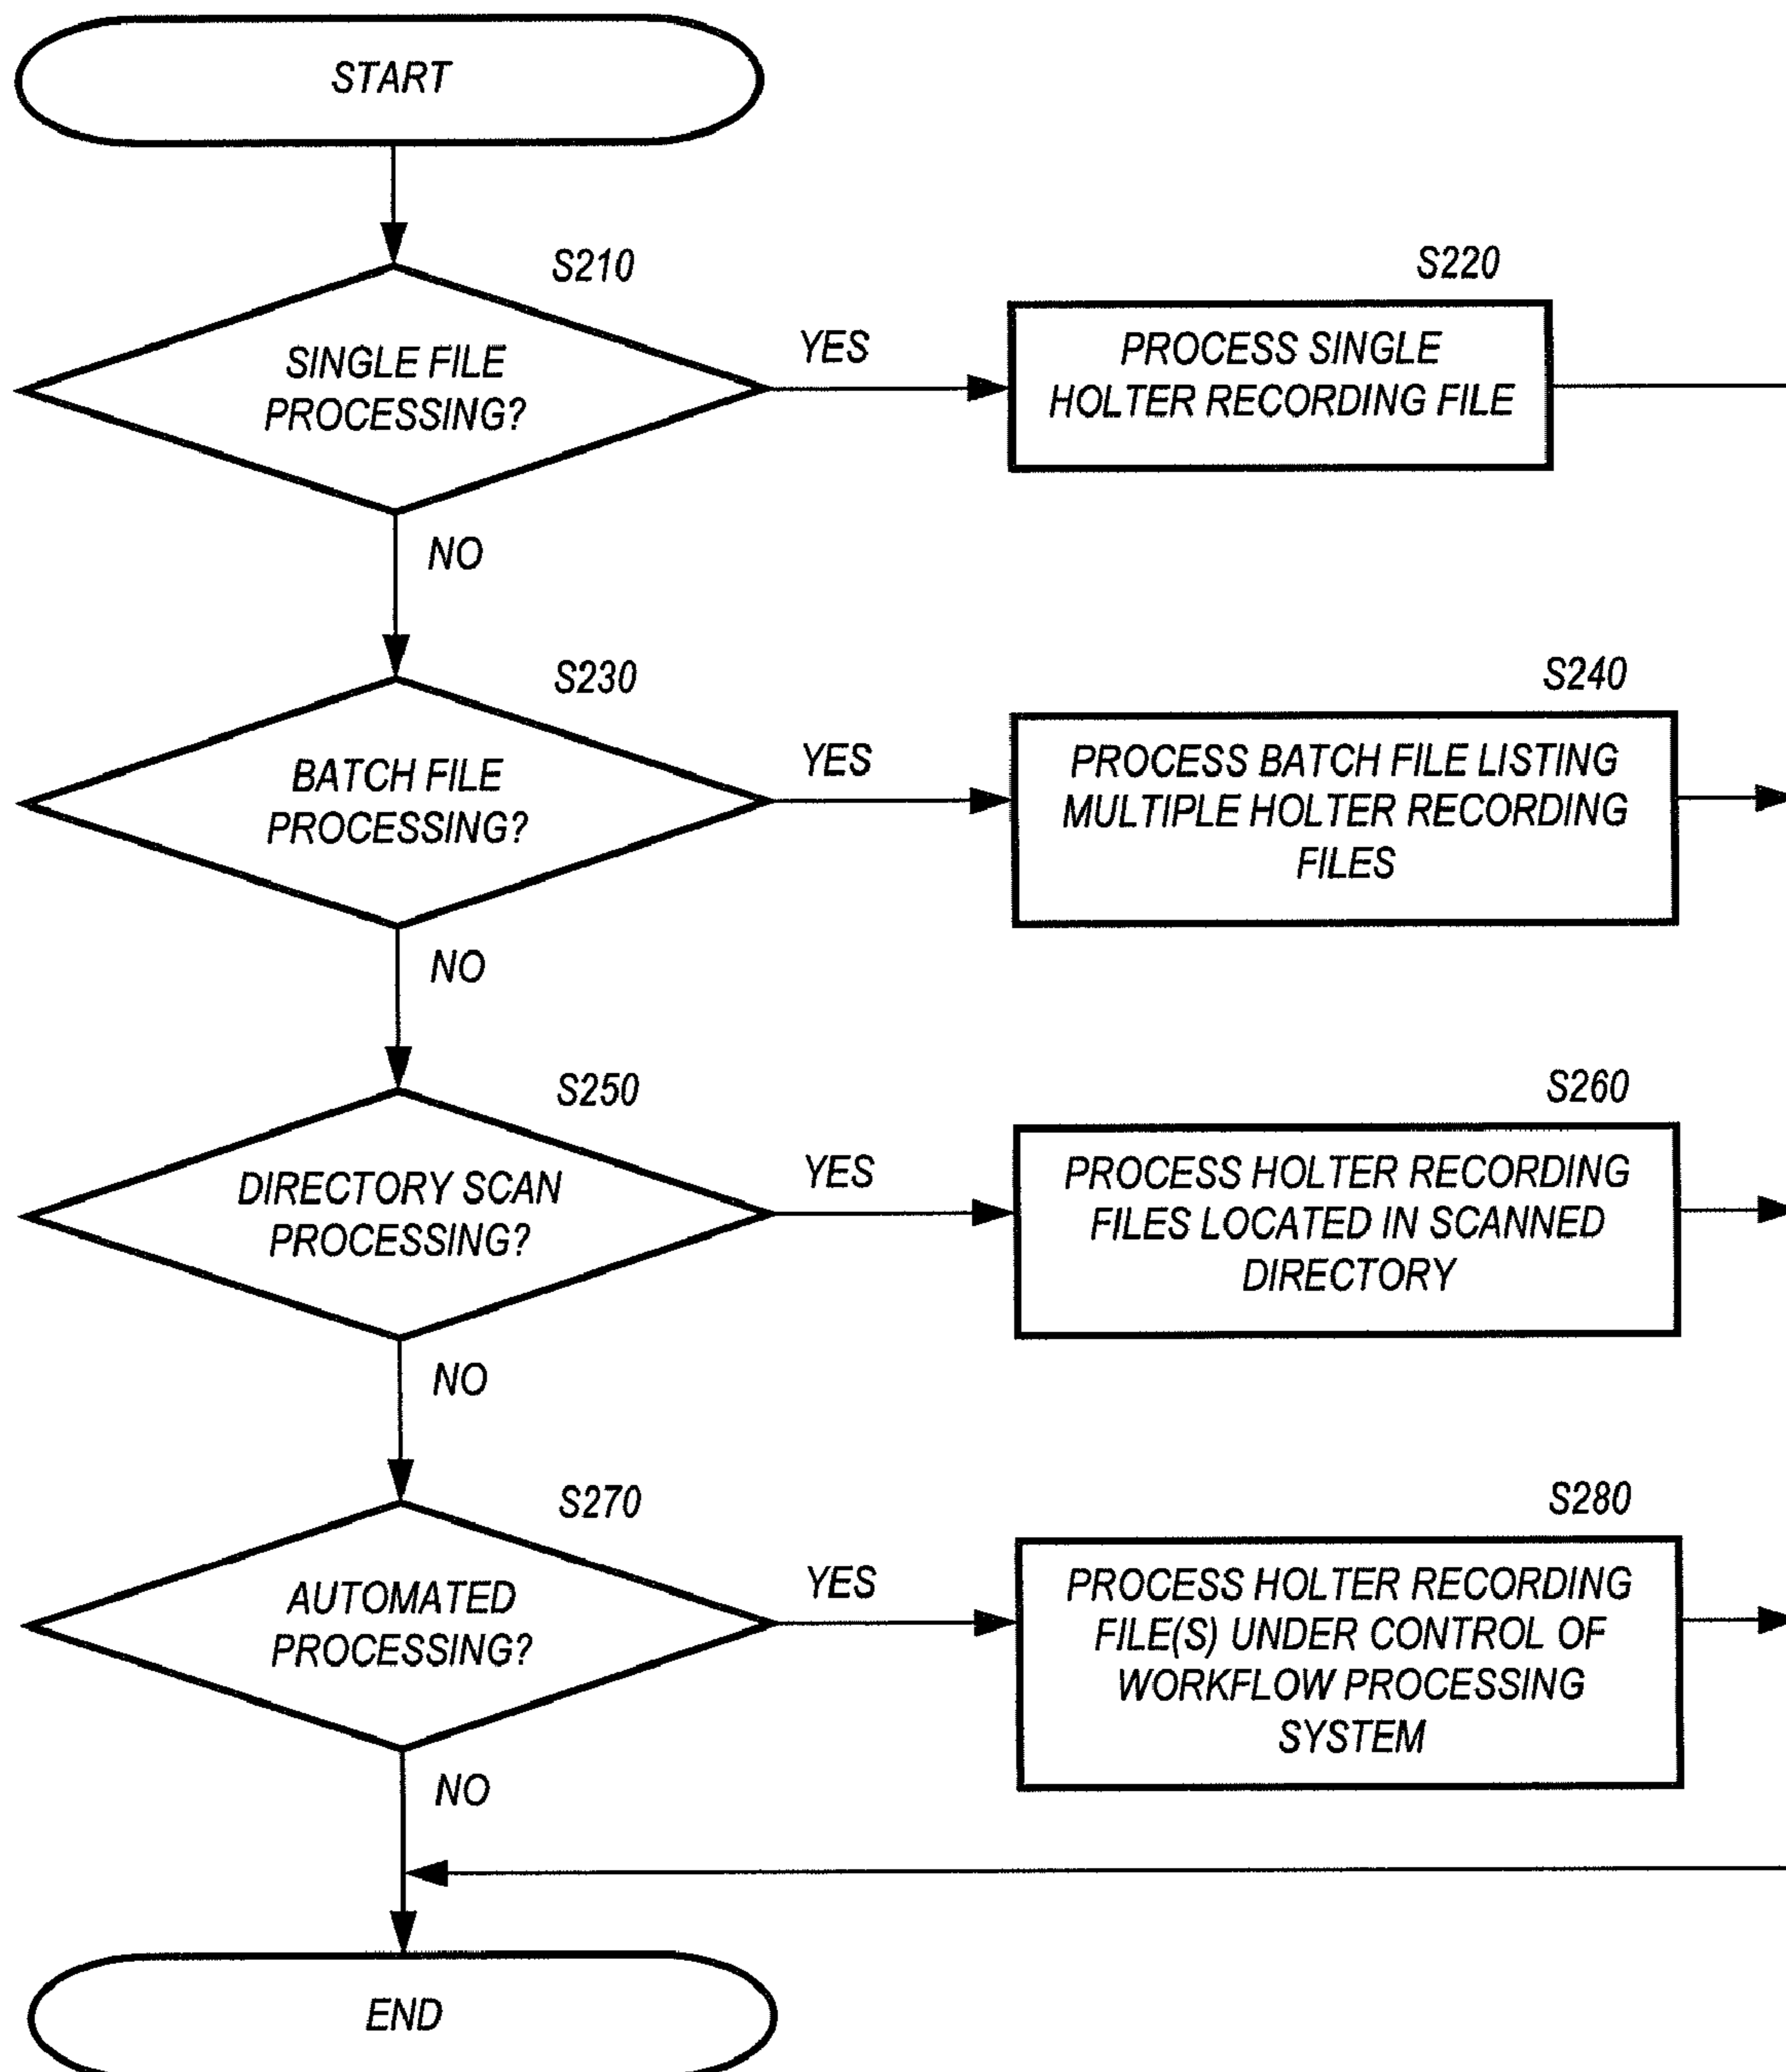 START
S210
SINGLE FILE
PROCESSING?
YES
S220
PROCESS SINGLE
HOLTER RECORDING FILE
NO
S230
BATCH FILE
PROCESSING?
YES
S240
PROCESS BATCH FILE LISTING
MULTIPLE HOLTER RECORDING
FILES
NO
S250
DIRECTORY SCAN
PROCESSING?
YES
S260
PROCESS HOLTER RECORDING
FILES LOCATED IN SCANNED
DIRECTORY
NO
S270
AUTOMATED
PROCESSING?
YES
S280
PROCESS HOLTER RECORDING
FILE(S) UNDER CONTROL OF
WORKFLOW PROCESSING
SYSTEM
NO
END